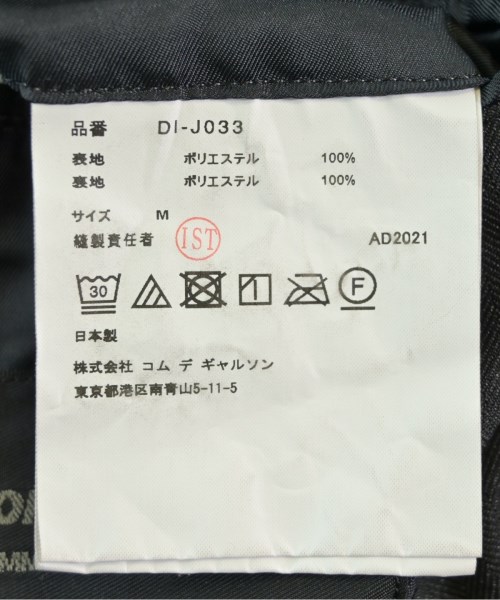 品番 DI-J033
表地 ポリエステル 100%
裏地 ポリエステル 100%
サイズ M
縫製責任者 IST AD2021
30 F
日本製
株式会社 コム デ ギャルソン
東京都港区南青山5-11-5